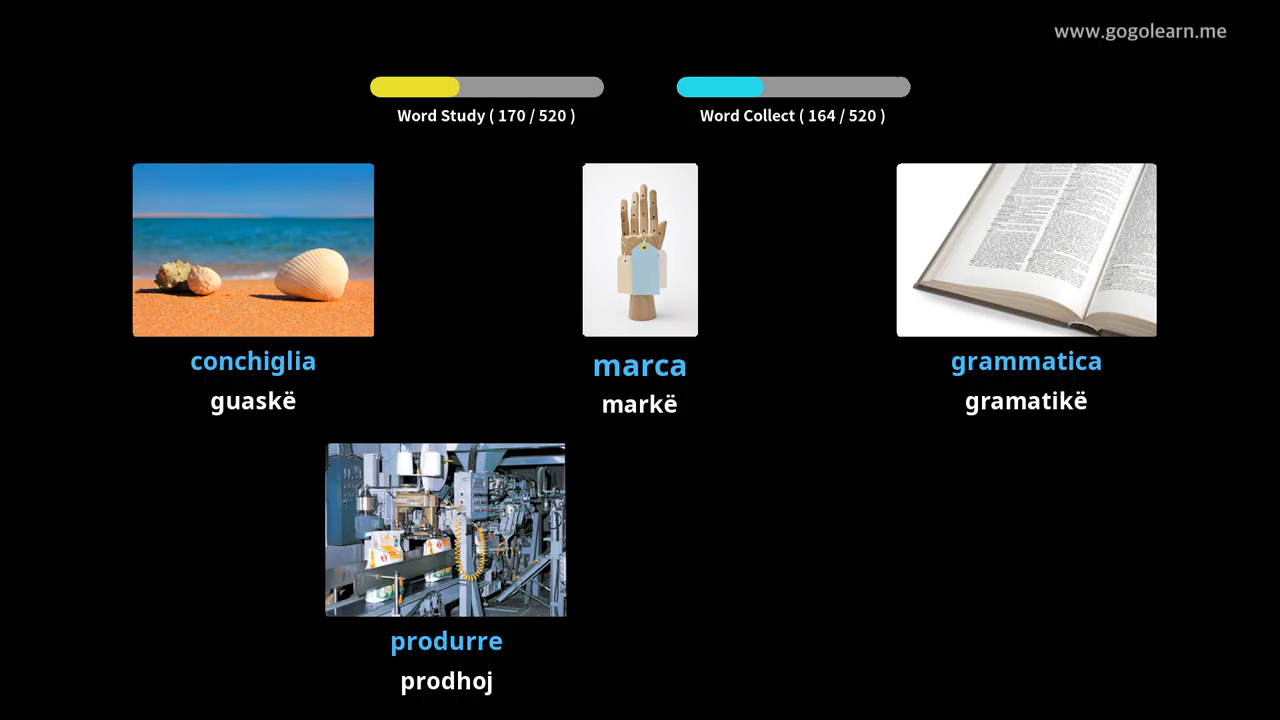 www.gogolearn.me
Word Study ( 170 / 520 )
Word Collect ( 164 / 520 )
conchiglia
guaskë
marca
markë
grammatica
gramatikë
produrre
prodhoj